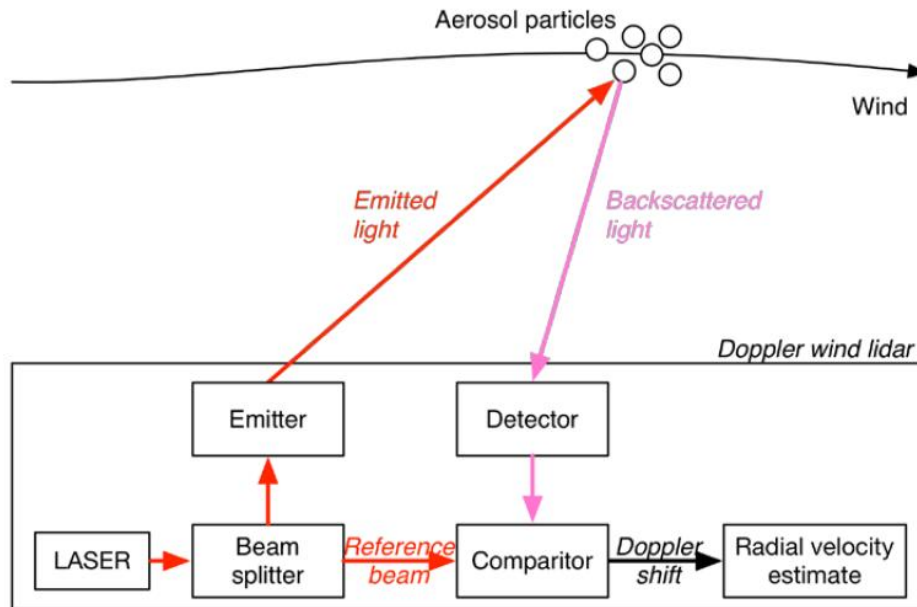 Aerosol particles
Wind
Emitted
light
Backscattered
light
Doppler wind lidar
Emitter
Detector
LASER
Beam
splitter
Reference
beam
Comparitor
Doppler
shift
Radial velocity
estimate